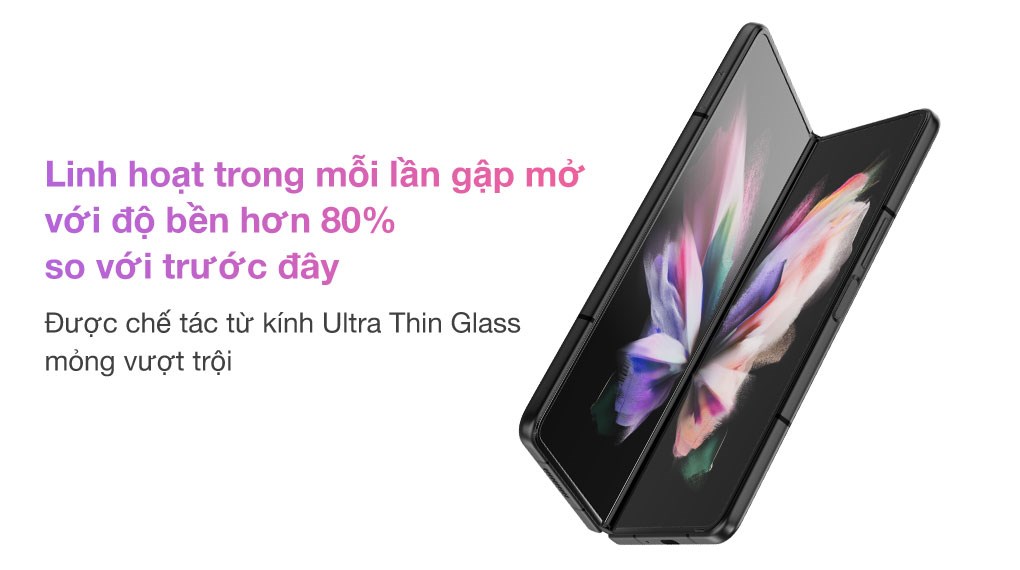 Linh hoạt trong mỗi lần gập mở
với độ bền hơn 80%
so với trước đây
Được chế tác từ kính Ultra Thin Glass
mỏng vượt trội